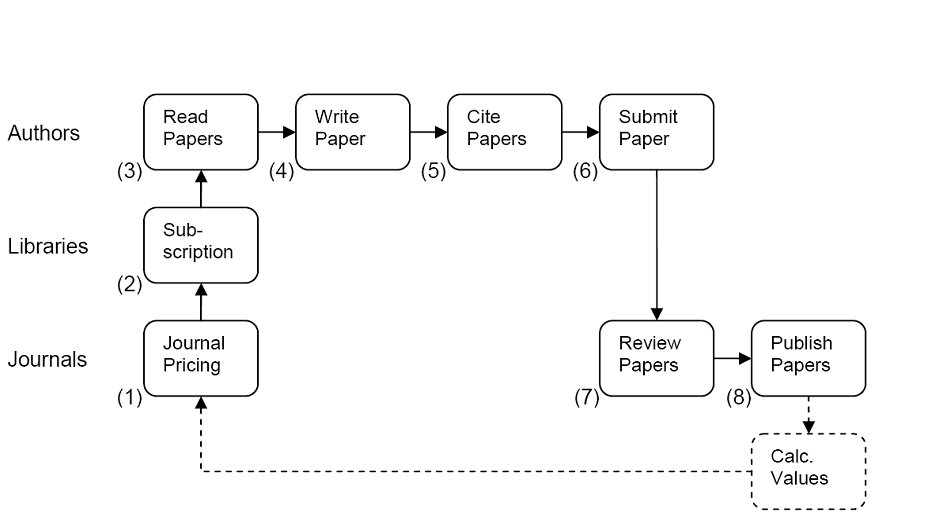 Authors
Read
Papers
(3)
Write
Paper
(4)
Cite
Papers
(5)
Submit
Paper
(6)
Libraries
Sub-
scription
(2)
Journals
Journal
Pricing
(1)
Review
Papers
(7)
Publish
Papers
(8)
Calc.
Values